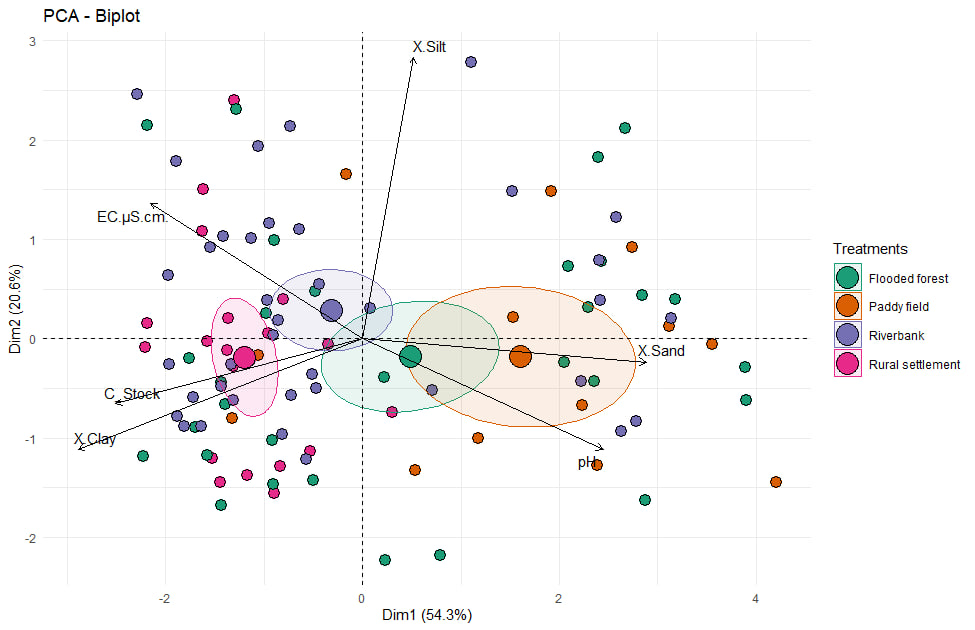 PCA - Biplot
3
2
1
0
-1
-2
Dim2 (20.6%)
X.Silt
EC.µS.cm.
X.Sand
C_Stock
X.Clay
pH
-2
0
2
4
Dim1 (54.3%)
Treatments
Flooded forest
Paddy field
Riverbank
Rural settlement